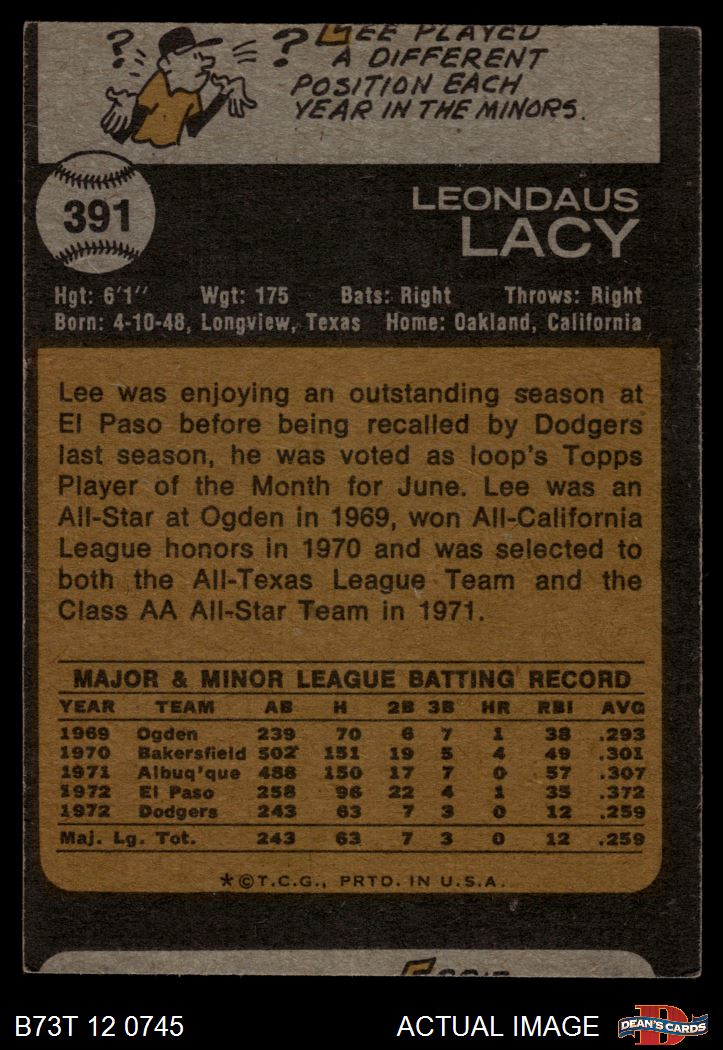 ? ? LEE PLAYED
A DIFFERENT
POSITION EACH
YEAR IN THE MINORS.
391
LEONDAUS
LACY
Hgt: 6'1" Wgt: 175 Bats: Right Throws: Right
Born: 4-10-48, Longview, Texas Home: Oakland, California
Lee was enjoying an outstanding season at
El Paso before being recalled by Dodgers
last season, he was voted as loop's Topps
Player of the Month for June. Lee was an
All-Star at Ogden in 1969, won All-California
League honors in 1970 and was selected to
both the All-Texas League Team and the
Class AA All-Star Team in 1971.
MAJOR & MINOR LEAGUE BATTING RECORD
YEAR TEAM AB H 2B 3B HR RBI AVG
1969 Ogden 239 70 6 7 1 38 .293
1970 Bakersfield 502 151 19 5 4 49 .301
1971 Albuq'que 488 150 17 7 0 57 .307
1972 El Paso 258 96 22 4 1 35 .372
1972 Dodgers 243 63 7 3 0 12 .259
Maj. Lg. Tot. 243 63 7 3 0 12 .259
*©T.C.G., PRTD. IN U.S.A.
B73T 12 0745 ACTUAL IMAGE
DEAN'S CARDS